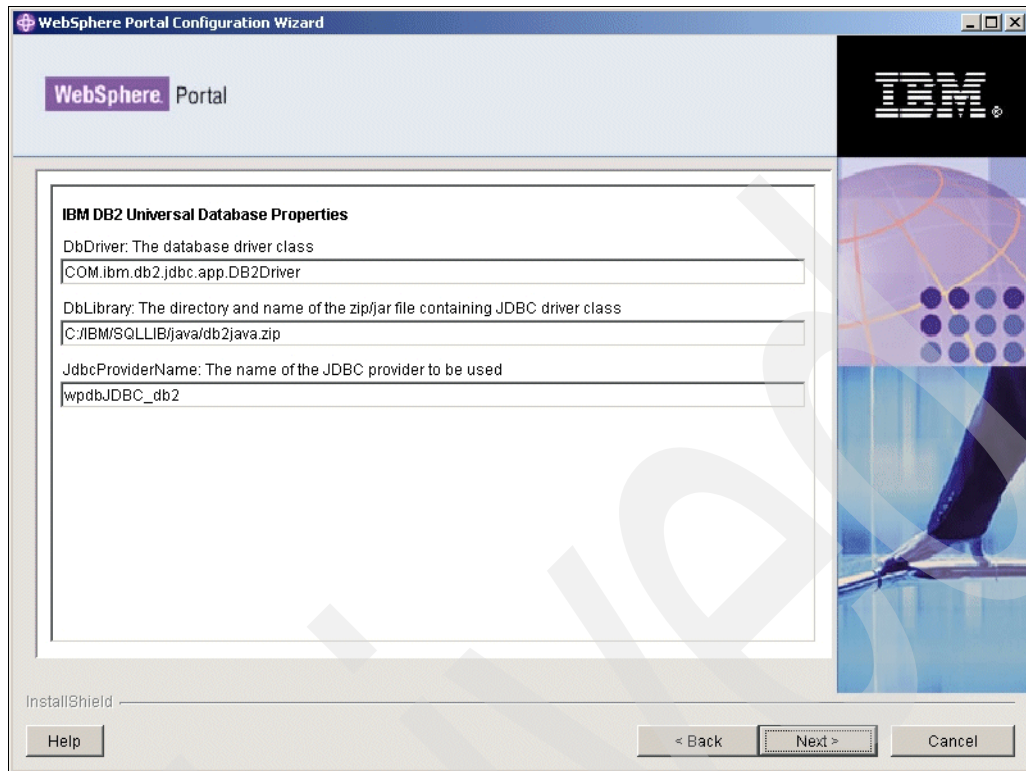 WebSphere Portal Configuration Wizard
WebSphere. Portal
IBM®
IBM DB2 Universal Database Properties
DbDriver: The database driver class
COM.ibm.db2.jdbc.app.DB2Driver
DbLibrary: The directory and name of the zip/jar file containing JDBC driver class
C:/IBM/SQLLIB/java/db2java.zip
JdbcProviderName: The name of the JDBC provider to be used
wpdbJDBC_db2
InstallShield
Help
< Back
Next >
Cancel